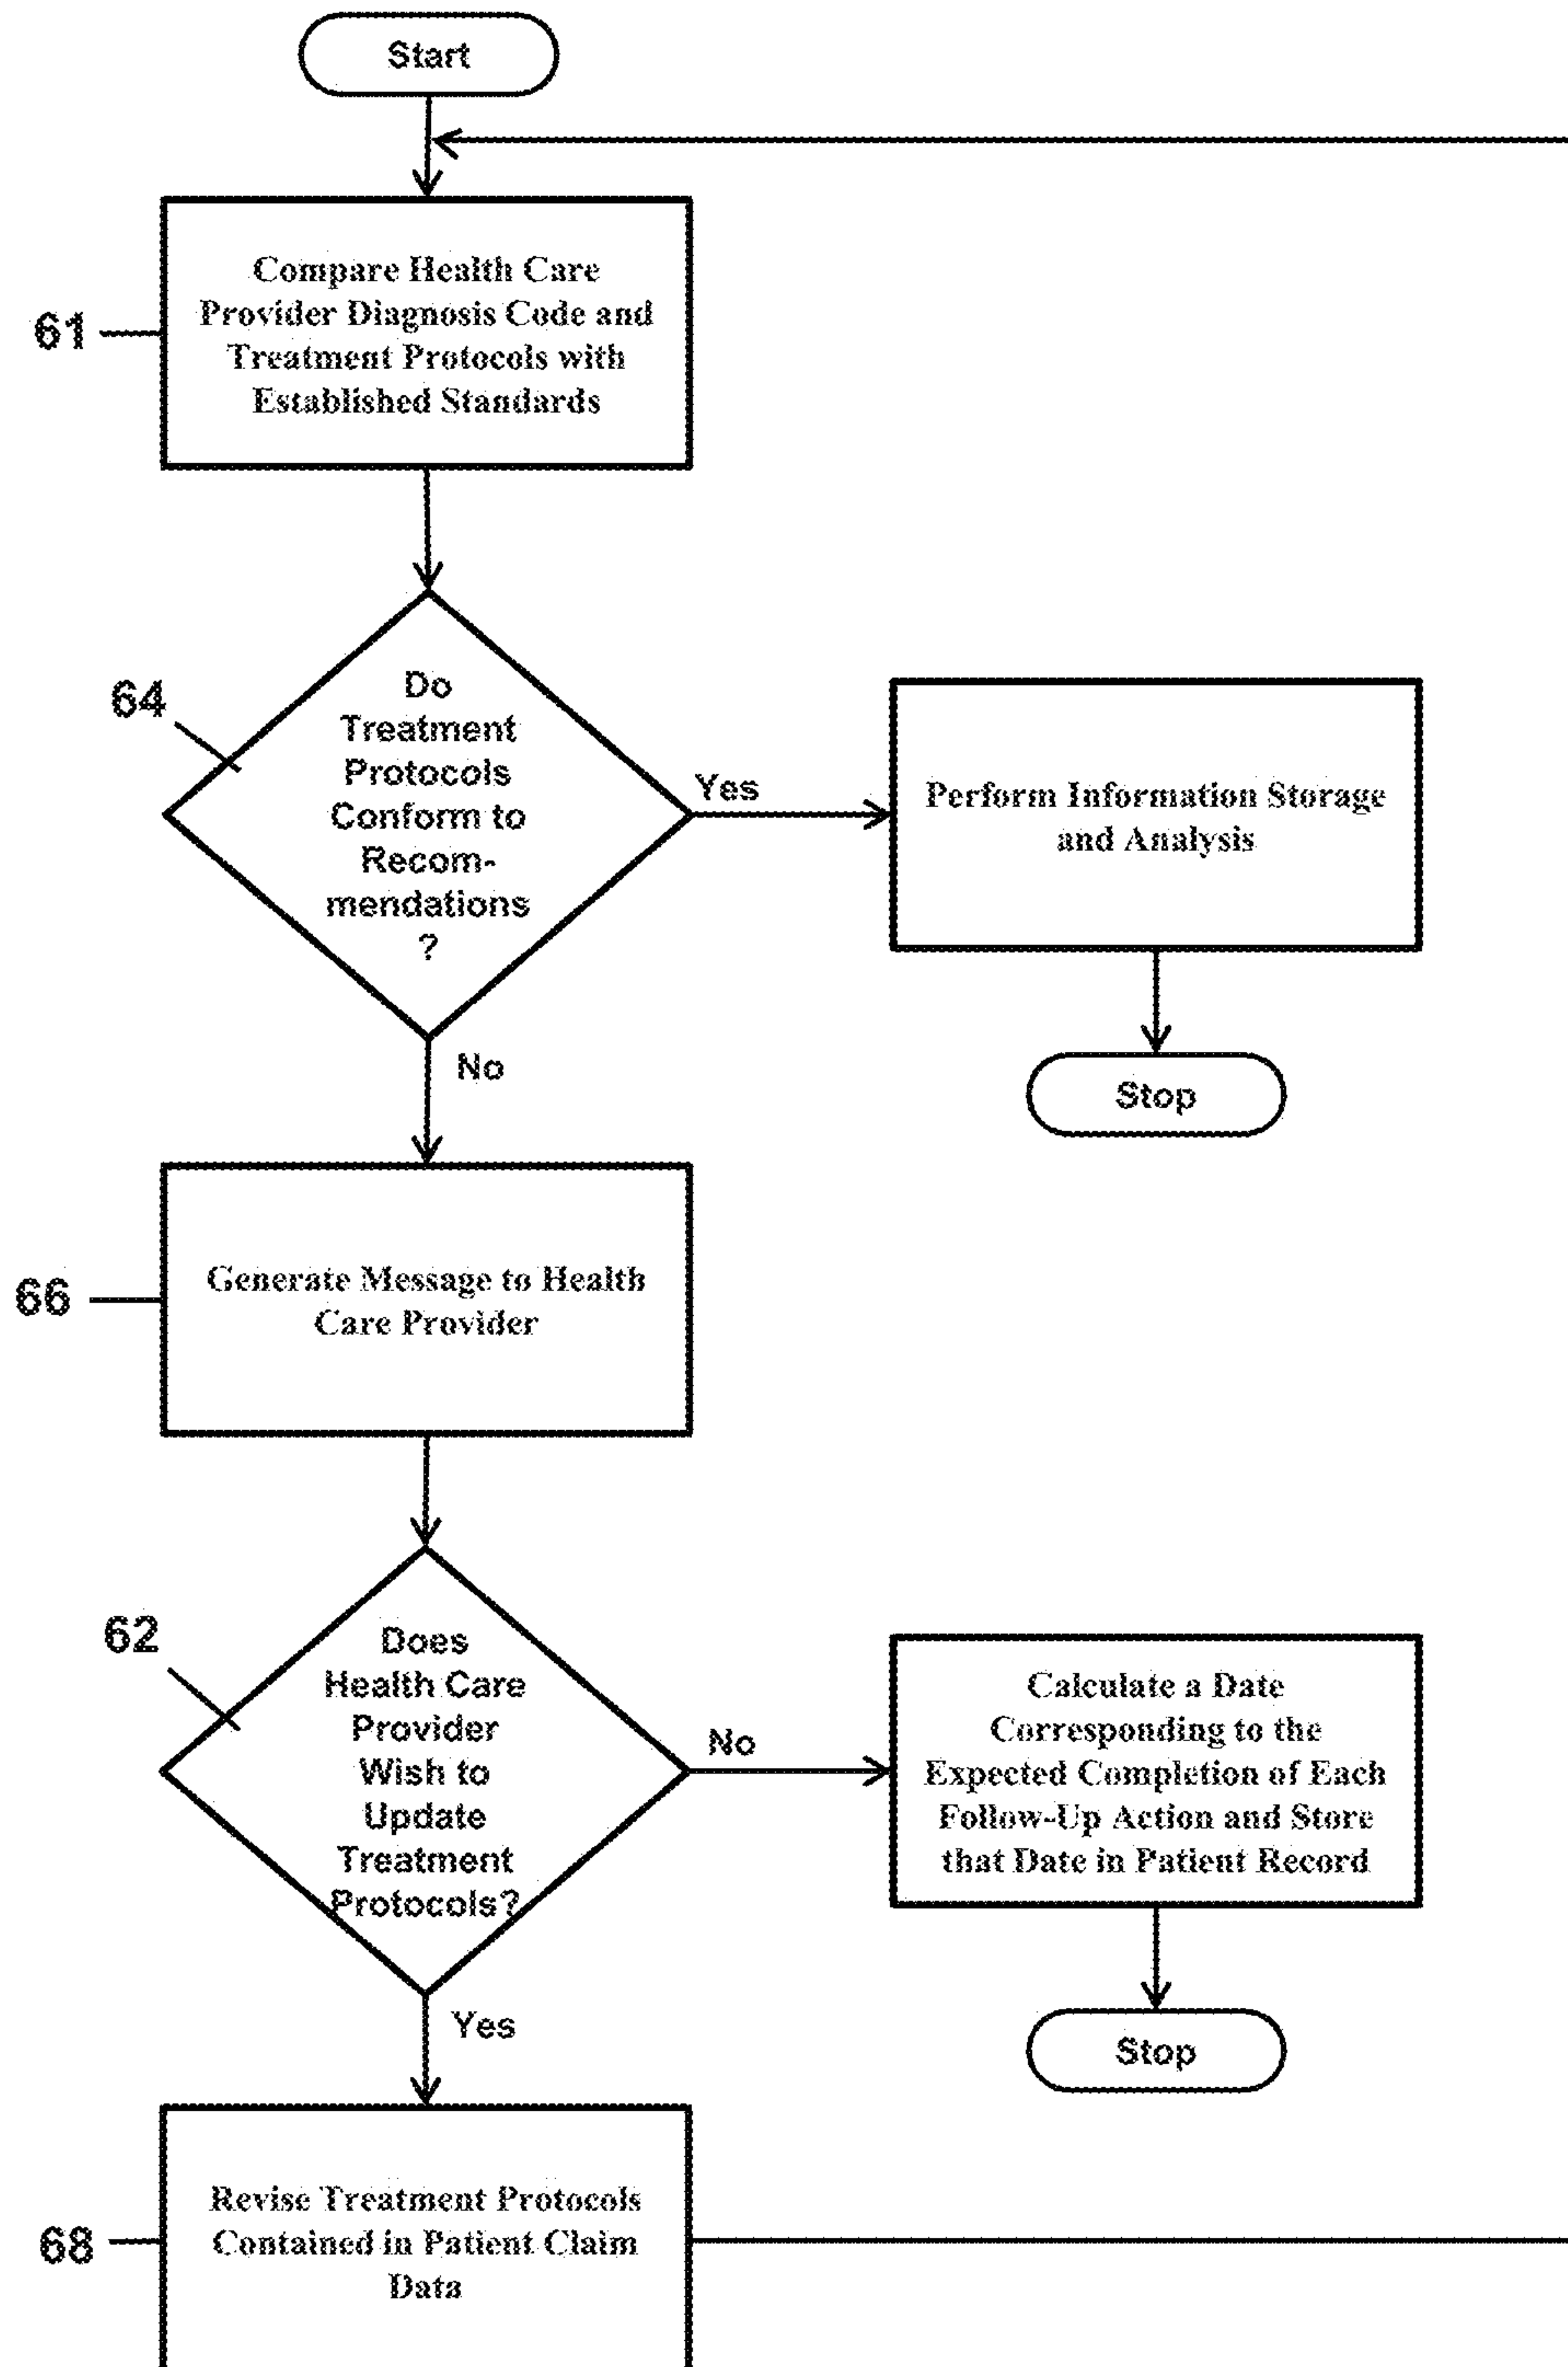 Start
Compare Health Care
Provider Diagnosis Code and
Treatment Protocols with
Established Standards
61
64
Do
Treatment
Protocols
Conform to
Recom-
mendations
?
Yes
Perform Information Storage
and Analysis
No
Stop
66
Generate Message to Health
Care Provider
62
Does
Health Care
Provider
Wish to
Update
Treatment
Protocols?
No
Calculate a Date
Corresponding to the
Expected Completion of Each
Follow-Up Action and Store
that Date in Patient Record
Yes
Stop
68
Revise Treatment Protocols
Contained in Patient Claim
Data